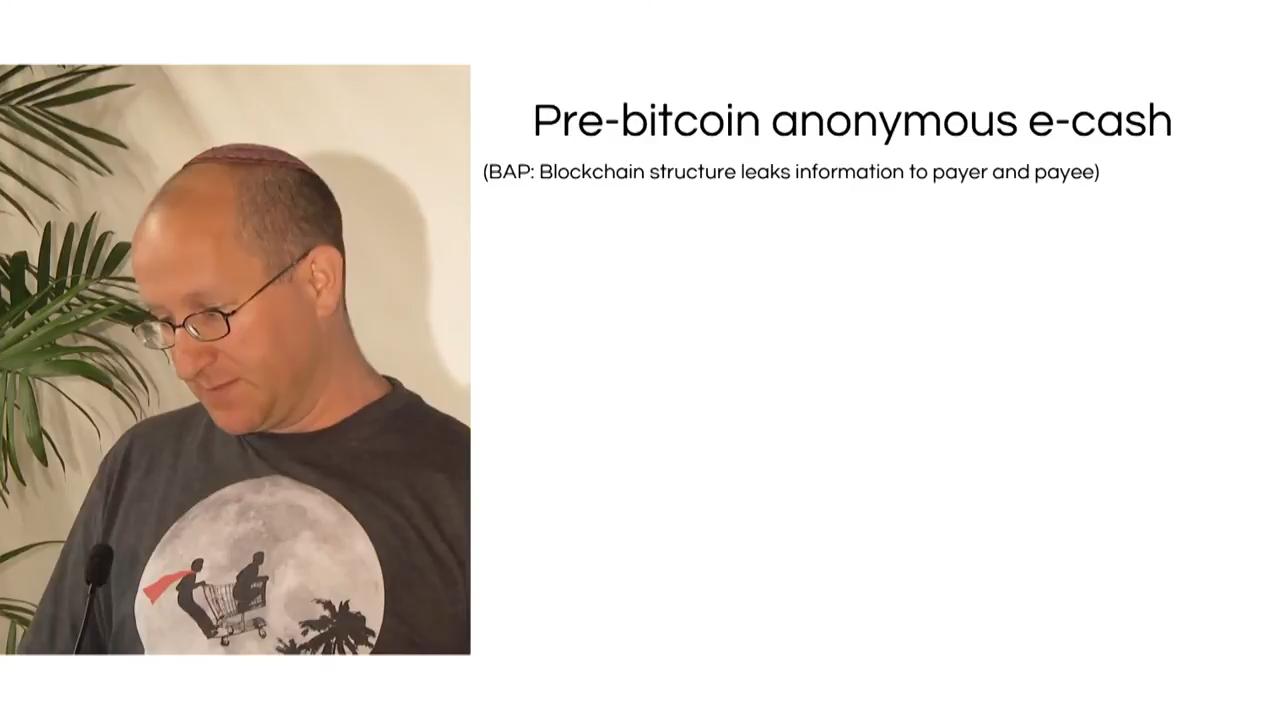 Pre-bitcoin anonymous e-cash
(BAP: Blockchain structure leaks information to payer and payee)